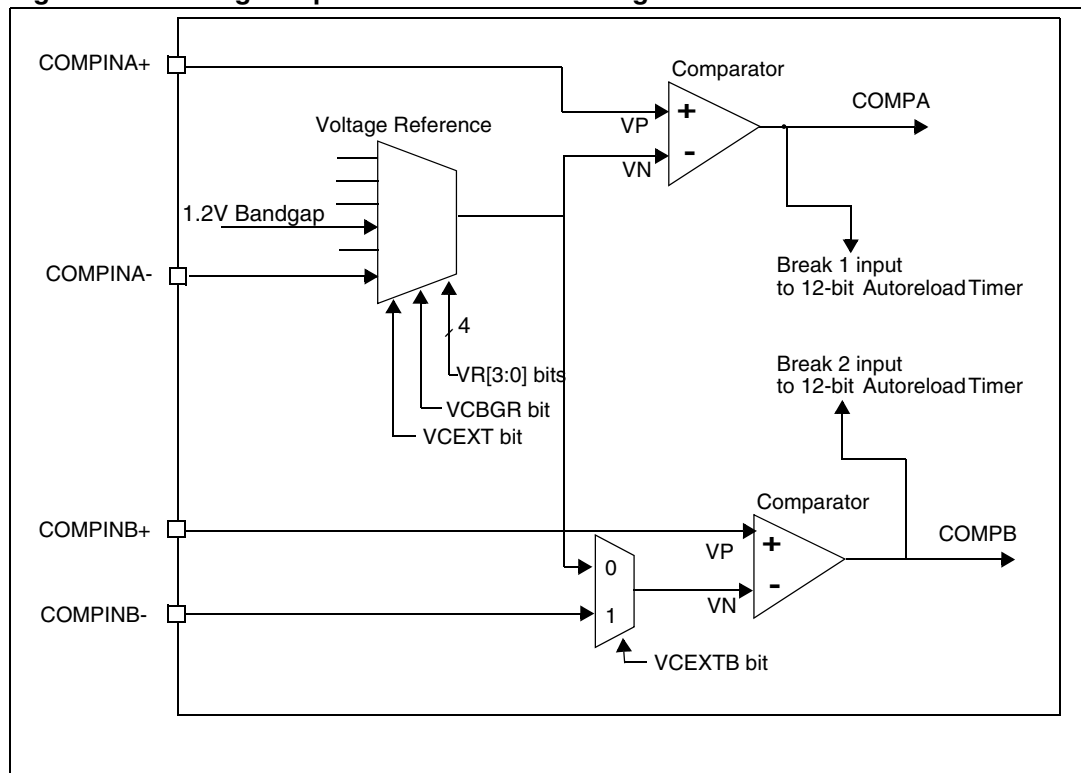 COMPINA+
Comparator
COMPA
+
VP
Voltage Reference
-
VN
1.2V Bandgap
COMPINA-
Break 1 input
to 12-bit Autoreload Timer
4
VR[3:0] bits
Break 2 input
to 12-bit Autoreload Timer
VCBGR bit
VCEXT bit
Comparator
COMPINB+
COMPB
VP
+
0
-
VN
COMPINB-
1
VCEXTB bit